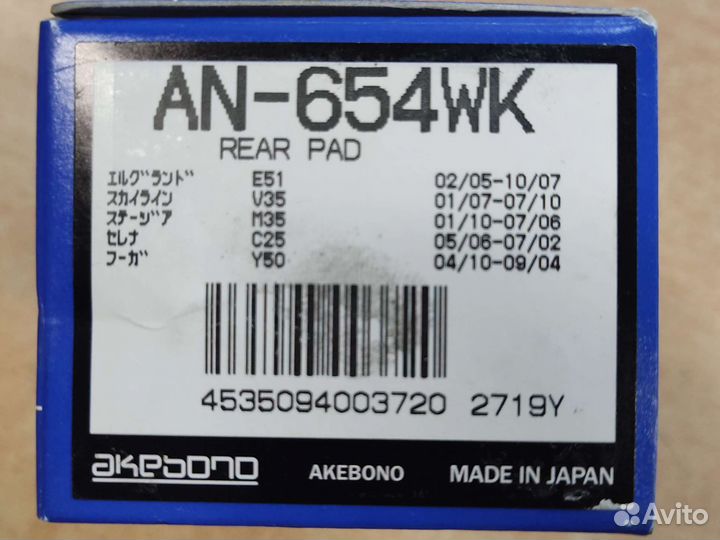 AN-654WK
REAR PAD
ｴﾙｸﾞﾗﾝﾄﾞ E51 02/05-10/07
ｽｶｲﾗｲﾝ V35 01/07-07/10
ｽﾃｰｼﾞｱ M35 01/10-07/06
ｾﾚﾅ C25 05/06-07/02
ﾌｰｶﾞ Y50 04/10-09/04
4535094003720 2719Y
akebono AKEBONO MADE IN JAPAN
Avito